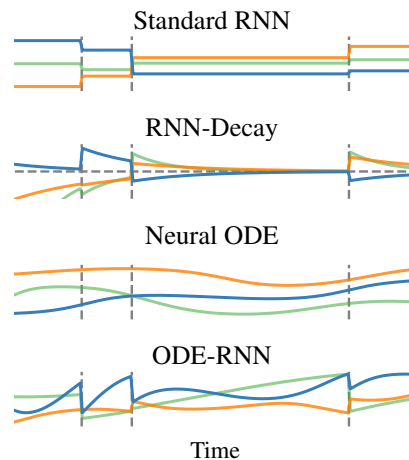 Standard RNN
RNN-Decay
Neural ODE
ODE-RNN
Time